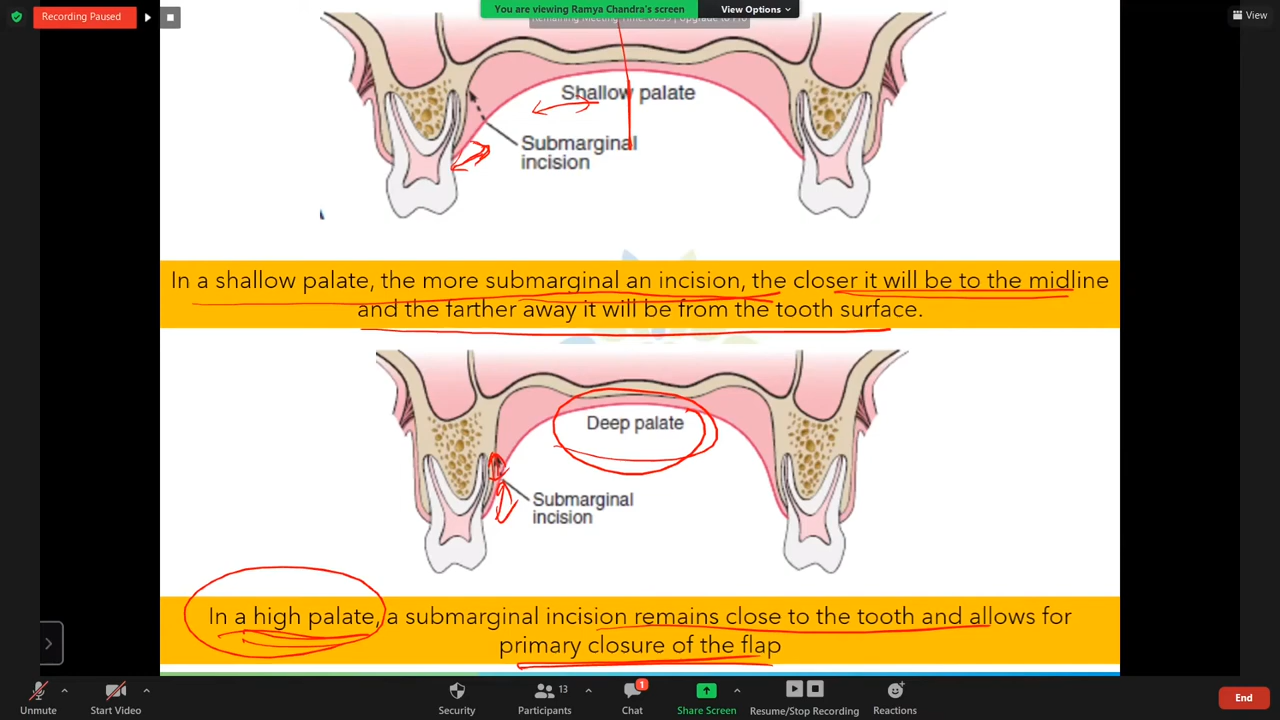 Recording Paused
You are viewing Ramya Chandra's screen
View Options
View
Shallow palate
Submarginal
incision
In a shallow palate, the more submarginal an incision, the closer it will be to the midline
and the farther away it will be from the tooth surface.
Deep palate
Submarginal
incision
In a high palate, a submarginal incision remains close to the tooth and allows for
primary closure of the flap
Unmute
Start Video
Security
13
Participants
1
Chat
Share Screen
Resume/Stop Recording
Reactions
End